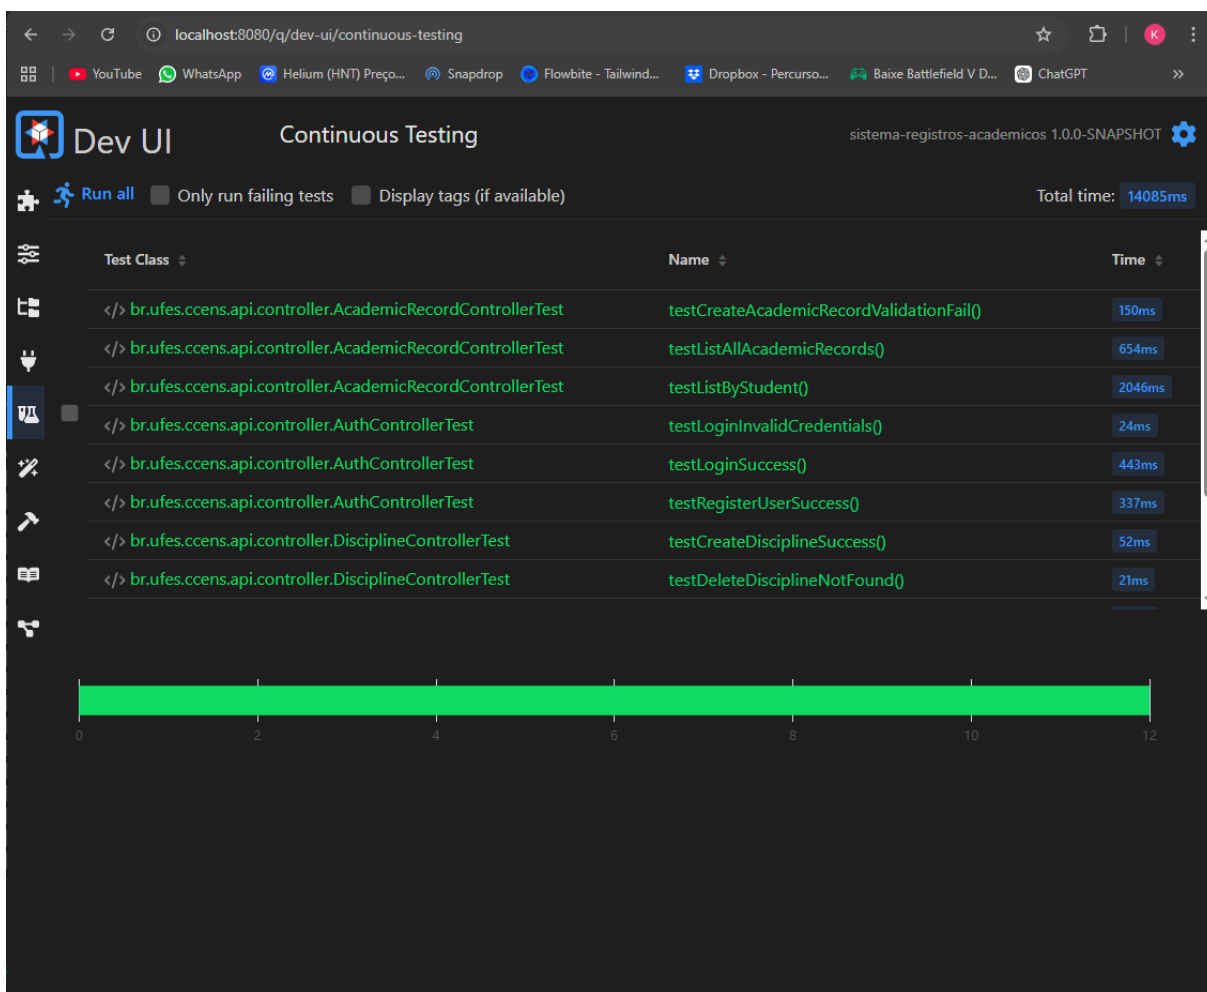 localhost:8080/q/dev-ui/continuous-testing K
YouTube WhatsApp Helium (HNT) Preço... Snapdrop Flowbite - Tailwind... Dropbox - Percurso... Baixe Battlefield V D... ChatGPT »
Dev UI Continuous Testing sistema-registros-academicos 1.0.0-SNAPSHOT
Run all Only run failing tests Display tags (if available) Total time: 14085ms
Test Class Name Time
</> br.ufes.ccens.api.controller.AcademicRecordControllerTest testCreateAcademicRecordValidationFail() 150ms
</> br.ufes.ccens.api.controller.AcademicRecordControllerTest testListAllAcademicRecords() 654ms
</> br.ufes.ccens.api.controller.AcademicRecordControllerTest testListByStudent() 2046ms
</> br.ufes.ccens.api.controller.AuthControllerTest testLoginInvalidCredentials() 24ms
</> br.ufes.ccens.api.controller.AuthControllerTest testLoginSuccess() 443ms
</> br.ufes.ccens.api.controller.AuthControllerTest testRegisterUserSuccess() 337ms
</> br.ufes.ccens.api.controller.DisciplineControllerTest testCreateDisciplineSuccess() 52ms
</> br.ufes.ccens.api.controller.DisciplineControllerTest testDeleteDisciplineNotFound() 21ms
0 2 4 6 8 10 12